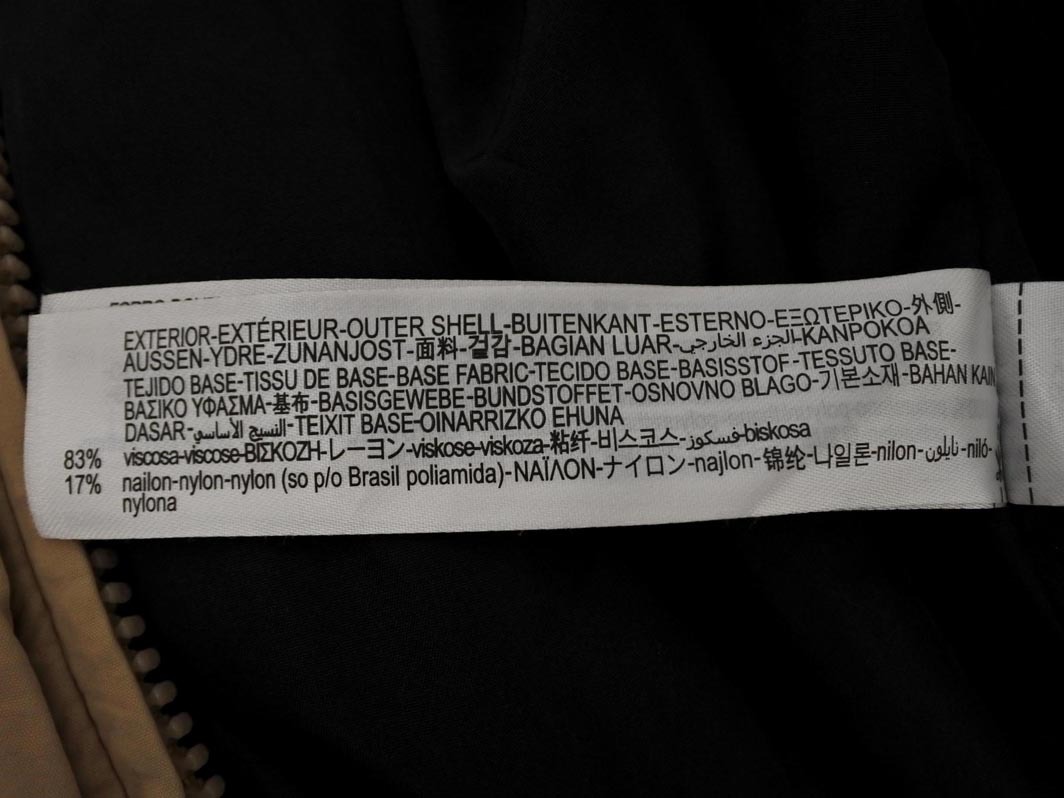 EXTERIOR-EXTÉRIEUR-OUTER SHELL-BUITENKANT-ESTERNO-ΕΞΩΤΕΡΙΚΟ-外側-
AUSSEN-YDRE-ZUNANJOST-面料-겉감-BAGIAN LUAR-الجزء الخارجي-KANPOKOA
TEJIDO BASE-TISSU DE BASE-BASE FABRIC-TECIDO BASE-BASISSTOF-TESSUTO BASE-
ΒΑΣΙΚΟ ΥΦΑΣΜΑ-基布-BASISGEWEBE-BUNDSTOFFET-OSNOVNO BLAGO-기본소재-BAHAN KAIN
DASAR-النسيج الأساسي-TEIXIT BASE-OINARRIZKO EHUNA
83% viscosa-viscose-ΒΙΣΚΟΖΗ-レーヨン-viskose-viskoza-粘纤-비스코스-فسكوز-biskosa
17% nailon-nylon-nylon (so p/o Brasil poliamida)-ΝΑΪΛΟΝ-ナイロン-najlon-锦纶-나일론-nilon-نايلون-niló-
nylona